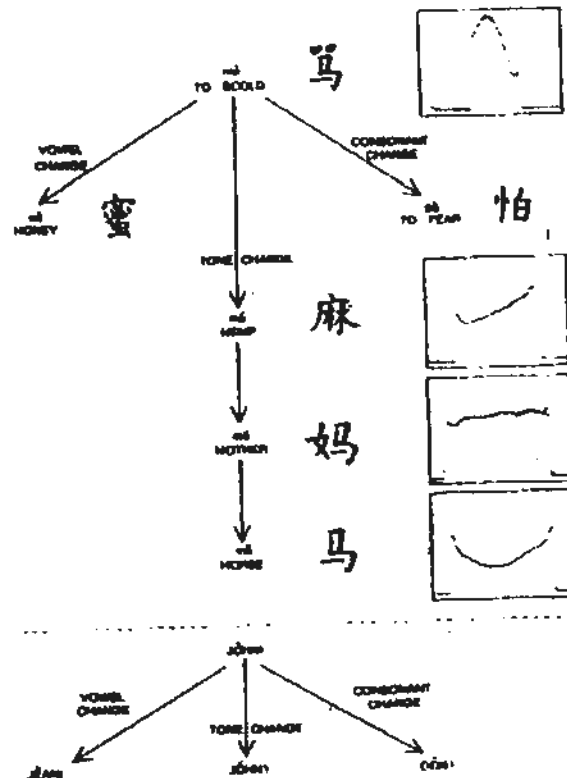 骂
TO SCOLD
VOWEL
CHANGE
CONSONANT
CHANGE
HONEY
蜜
TO FEAR
怕
TONE CHANGE
麻
HEMP
妈
MOTHER
马
HORSE
JOHN
VOWEL
CHANGE
TONE CHANGE
CONSONANT
CHANGE